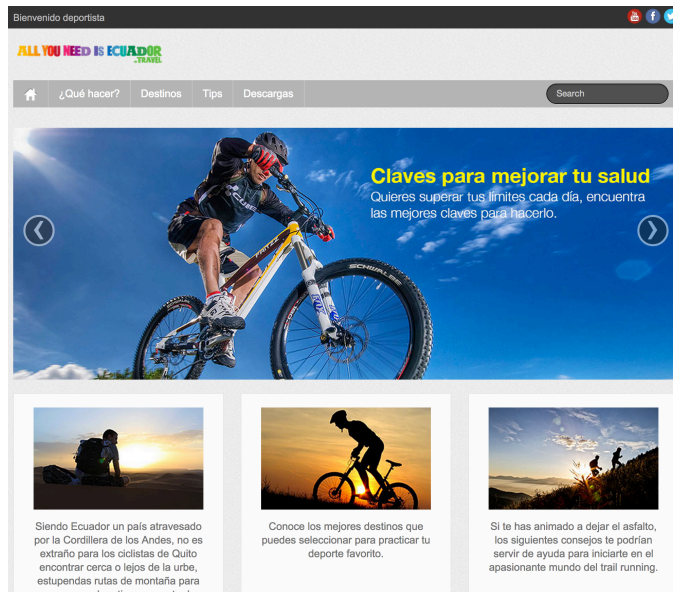 Bienvenido deportista
ALL YOU NEED IS ECUADOR
.TRAVEL
¿Qué hacer? Destinos Tips Descargas Search
Claves para mejorar tu salud
Quieres superar tus límites cada día, encuentra
las mejores claves para hacerlo.
CUBE
FRITZZ
SCHWALBE
Siendo Ecuador un país atravesado
por la Cordillera de los Andes, no es
extraño para los ciclistas de Quito
encontrar cerca o lejos de la urbe,
estupendas rutas de montaña para
Conoce los mejores destinos que
puedes seleccionar para practicar tu
deporte favorito.
Si te has animado a dejar el asfalto,
los siguientes consejos te podrían
servir de ayuda para iniciarte en el
apasionante mundo del trail running.